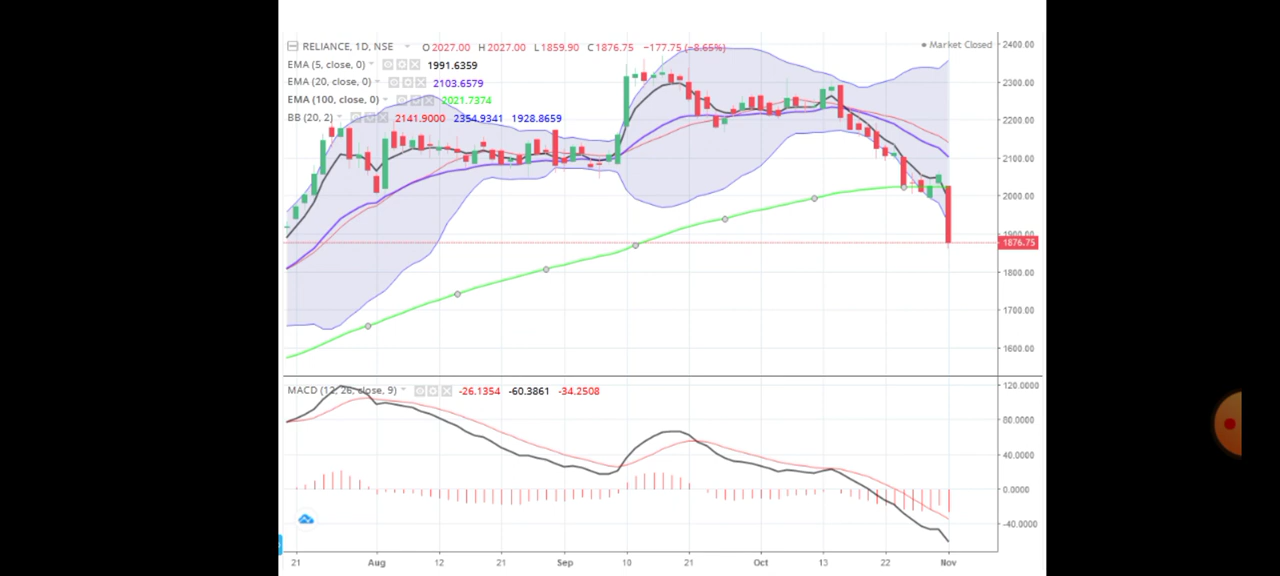 RELIANCE, 1D, NSE O 2027.00 H 2027.00 L 1859.90 C 1876.75 −177.75 (−8.65%)
Market Closed
EMA (5, close, 0) 1991.6359
EMA (20, close, 0) 2103.6579
EMA (100, close, 0) 2021.7374
BB (20, 2) 2141.9000 2354.9341 1928.8659
2400.00
2300.00
2200.00
2100.00
2000.00
1900.00
1876.75
1800.00
1700.00
1600.00
MACD (12, 26, close, 9) -26.1354 -60.3861 -34.2508
120.0000
80.0000
40.0000
0.0000
-40.0000
21 Aug 12 21 Sep 10 21 Oct 13 22 Nov